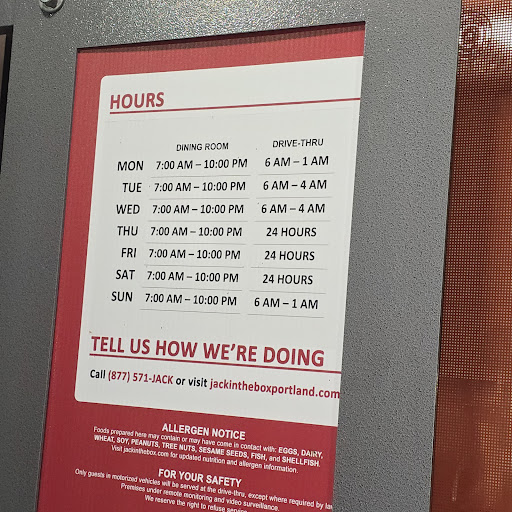 HOURS
DINING ROOM DRIVE-THRU
MON 7:00 AM – 10:00 PM 6 AM – 1 AM
TUE 7:00 AM – 10:00 PM 6 AM – 4 AM
WED 7:00 AM – 10:00 PM 6 AM – 4 AM
THU 7:00 AM – 10:00 PM 24 HOURS
FRI 7:00 AM – 10:00 PM 24 HOURS
SAT 7:00 AM – 10:00 PM 24 HOURS
SUN 7:00 AM – 10:00 PM 6 AM – 1 AM
TELL US HOW WE'RE DOING
Call (877) 571-JACK or visit jackintheboxportland.com
ALLERGEN NOTICE
Foods prepared here may contain or may have come in contact with: EGGS, DAIRY,
WHEAT, SOY, PEANUTS, TREE NUTS, SESAME SEEDS, FISH, and SHELLFISH.
Visit jackinthebox.com for updated nutrition and allergen information.
FOR YOUR SAFETY
Only guests in motorized vehicles will be served at the drive-thru, except where required by law
Premises under remote monitoring and video surveillance.
We reserve the right to refuse service